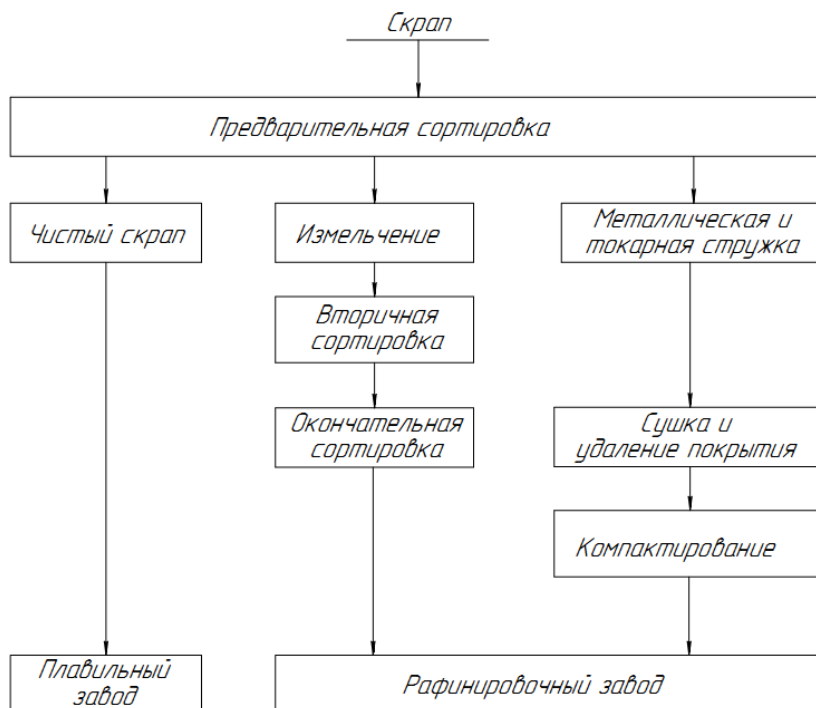 Скрап
Предварительная сортировка
Чистый скрап
Измельчение
Металлическая и
токарная стружка
Вторичная
сортировка
Окончательная
сортировка
Сушка и
удаление покрытия
Компактирование
Плавильный
завод
Рафинировочный завод